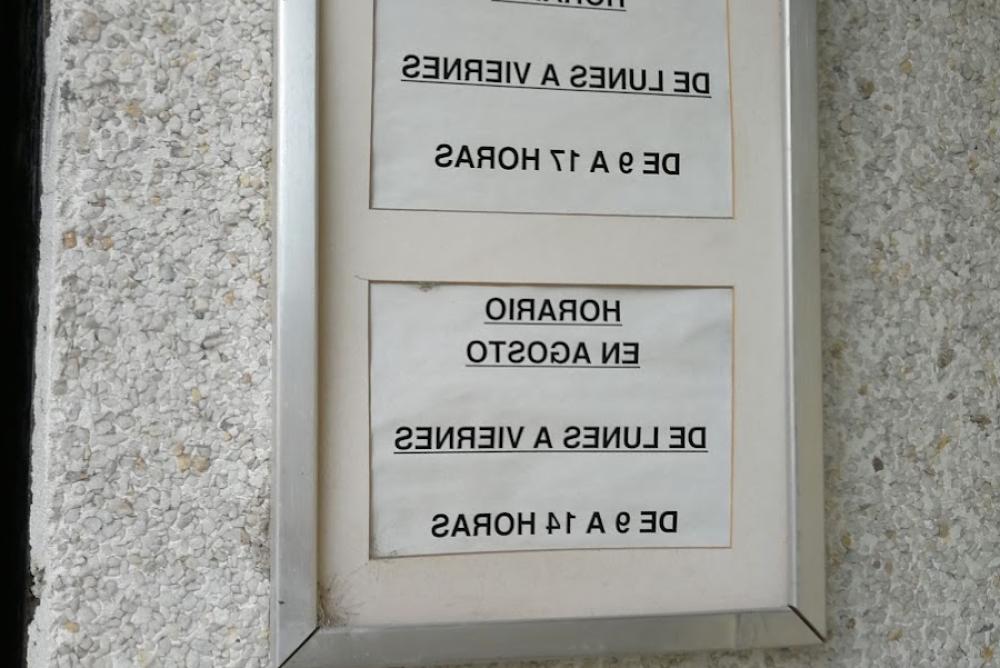 DE LUNES A VIERNES
DE 9 A 17 HORAS
HORARIO
EN AGOSTO
DE LUNES A VIERNES
DE 9 A 14 HORAS